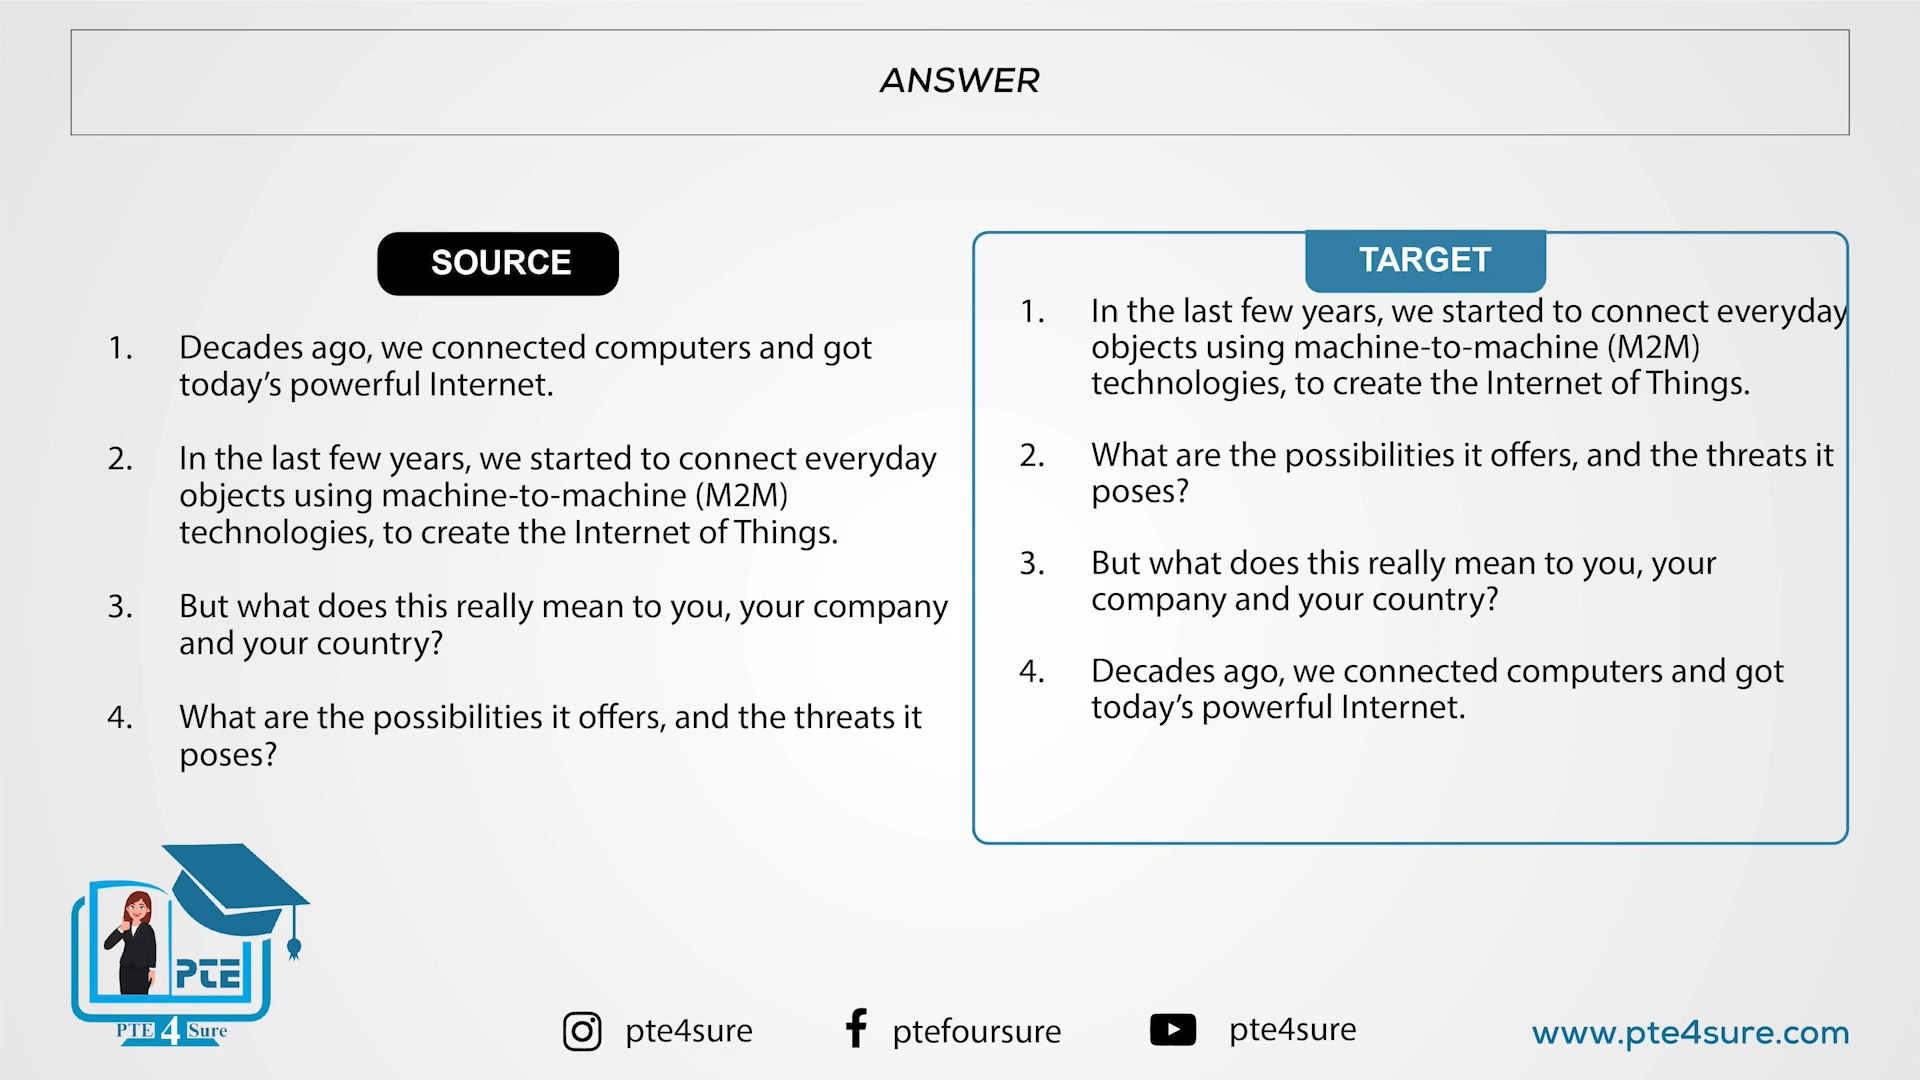 ANSWER
SOURCE
1. Decades ago, we connected computers and got
today's powerful Internet.
2. In the last few years, we started to connect everyday
objects using machine-to-machine (M2M)
technologies, to create the Internet of Things.
3. But what does this really mean to you, your company
and your country?
4. What are the possibilities it offers, and the threats it
poses?
TARGET
1. In the last few years, we started to connect everyday
objects using machine-to-machine (M2M)
technologies, to create the Internet of Things.
2. What are the possibilities it offers, and the threats it
poses?
3. But what does this really mean to you, your
company and your country?
4. Decades ago, we connected computers and got
today's powerful Internet.
PTE
PTE 4 Sure
pte4sure
ptefoursure
pte4sure
www.pte4sure.com